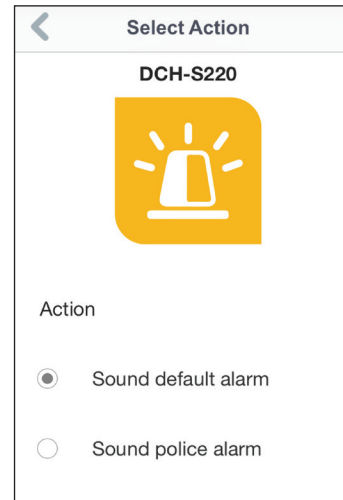 Select Action
DCH-S220
Action
Sound default alarm
Sound police alarm